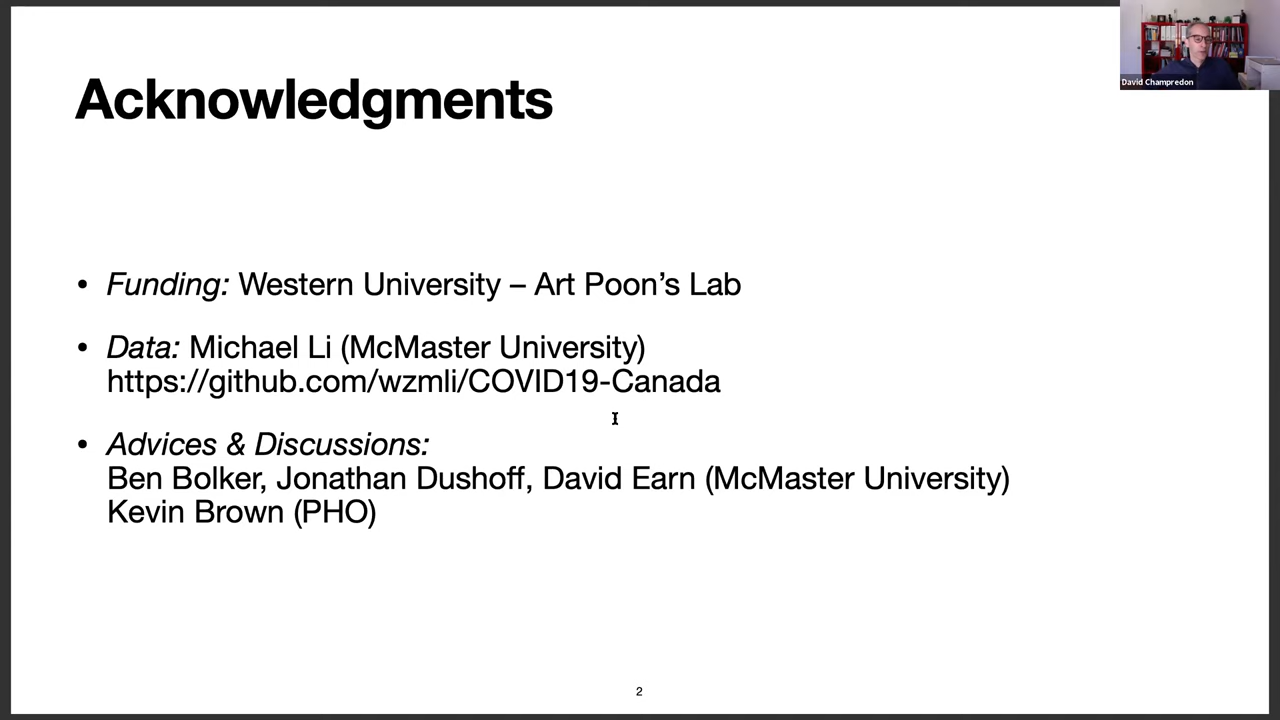 David Champredon
Acknowledgments
• Funding: Western University – Art Poon’s Lab
• Data: Michael Li (McMaster University)
https://github.com/wzmli/COVID19-Canada
• Advices & Discussions:
Ben Bolker, Jonathan Dushoff, David Earn (McMaster University)
Kevin Brown (PHO)
2